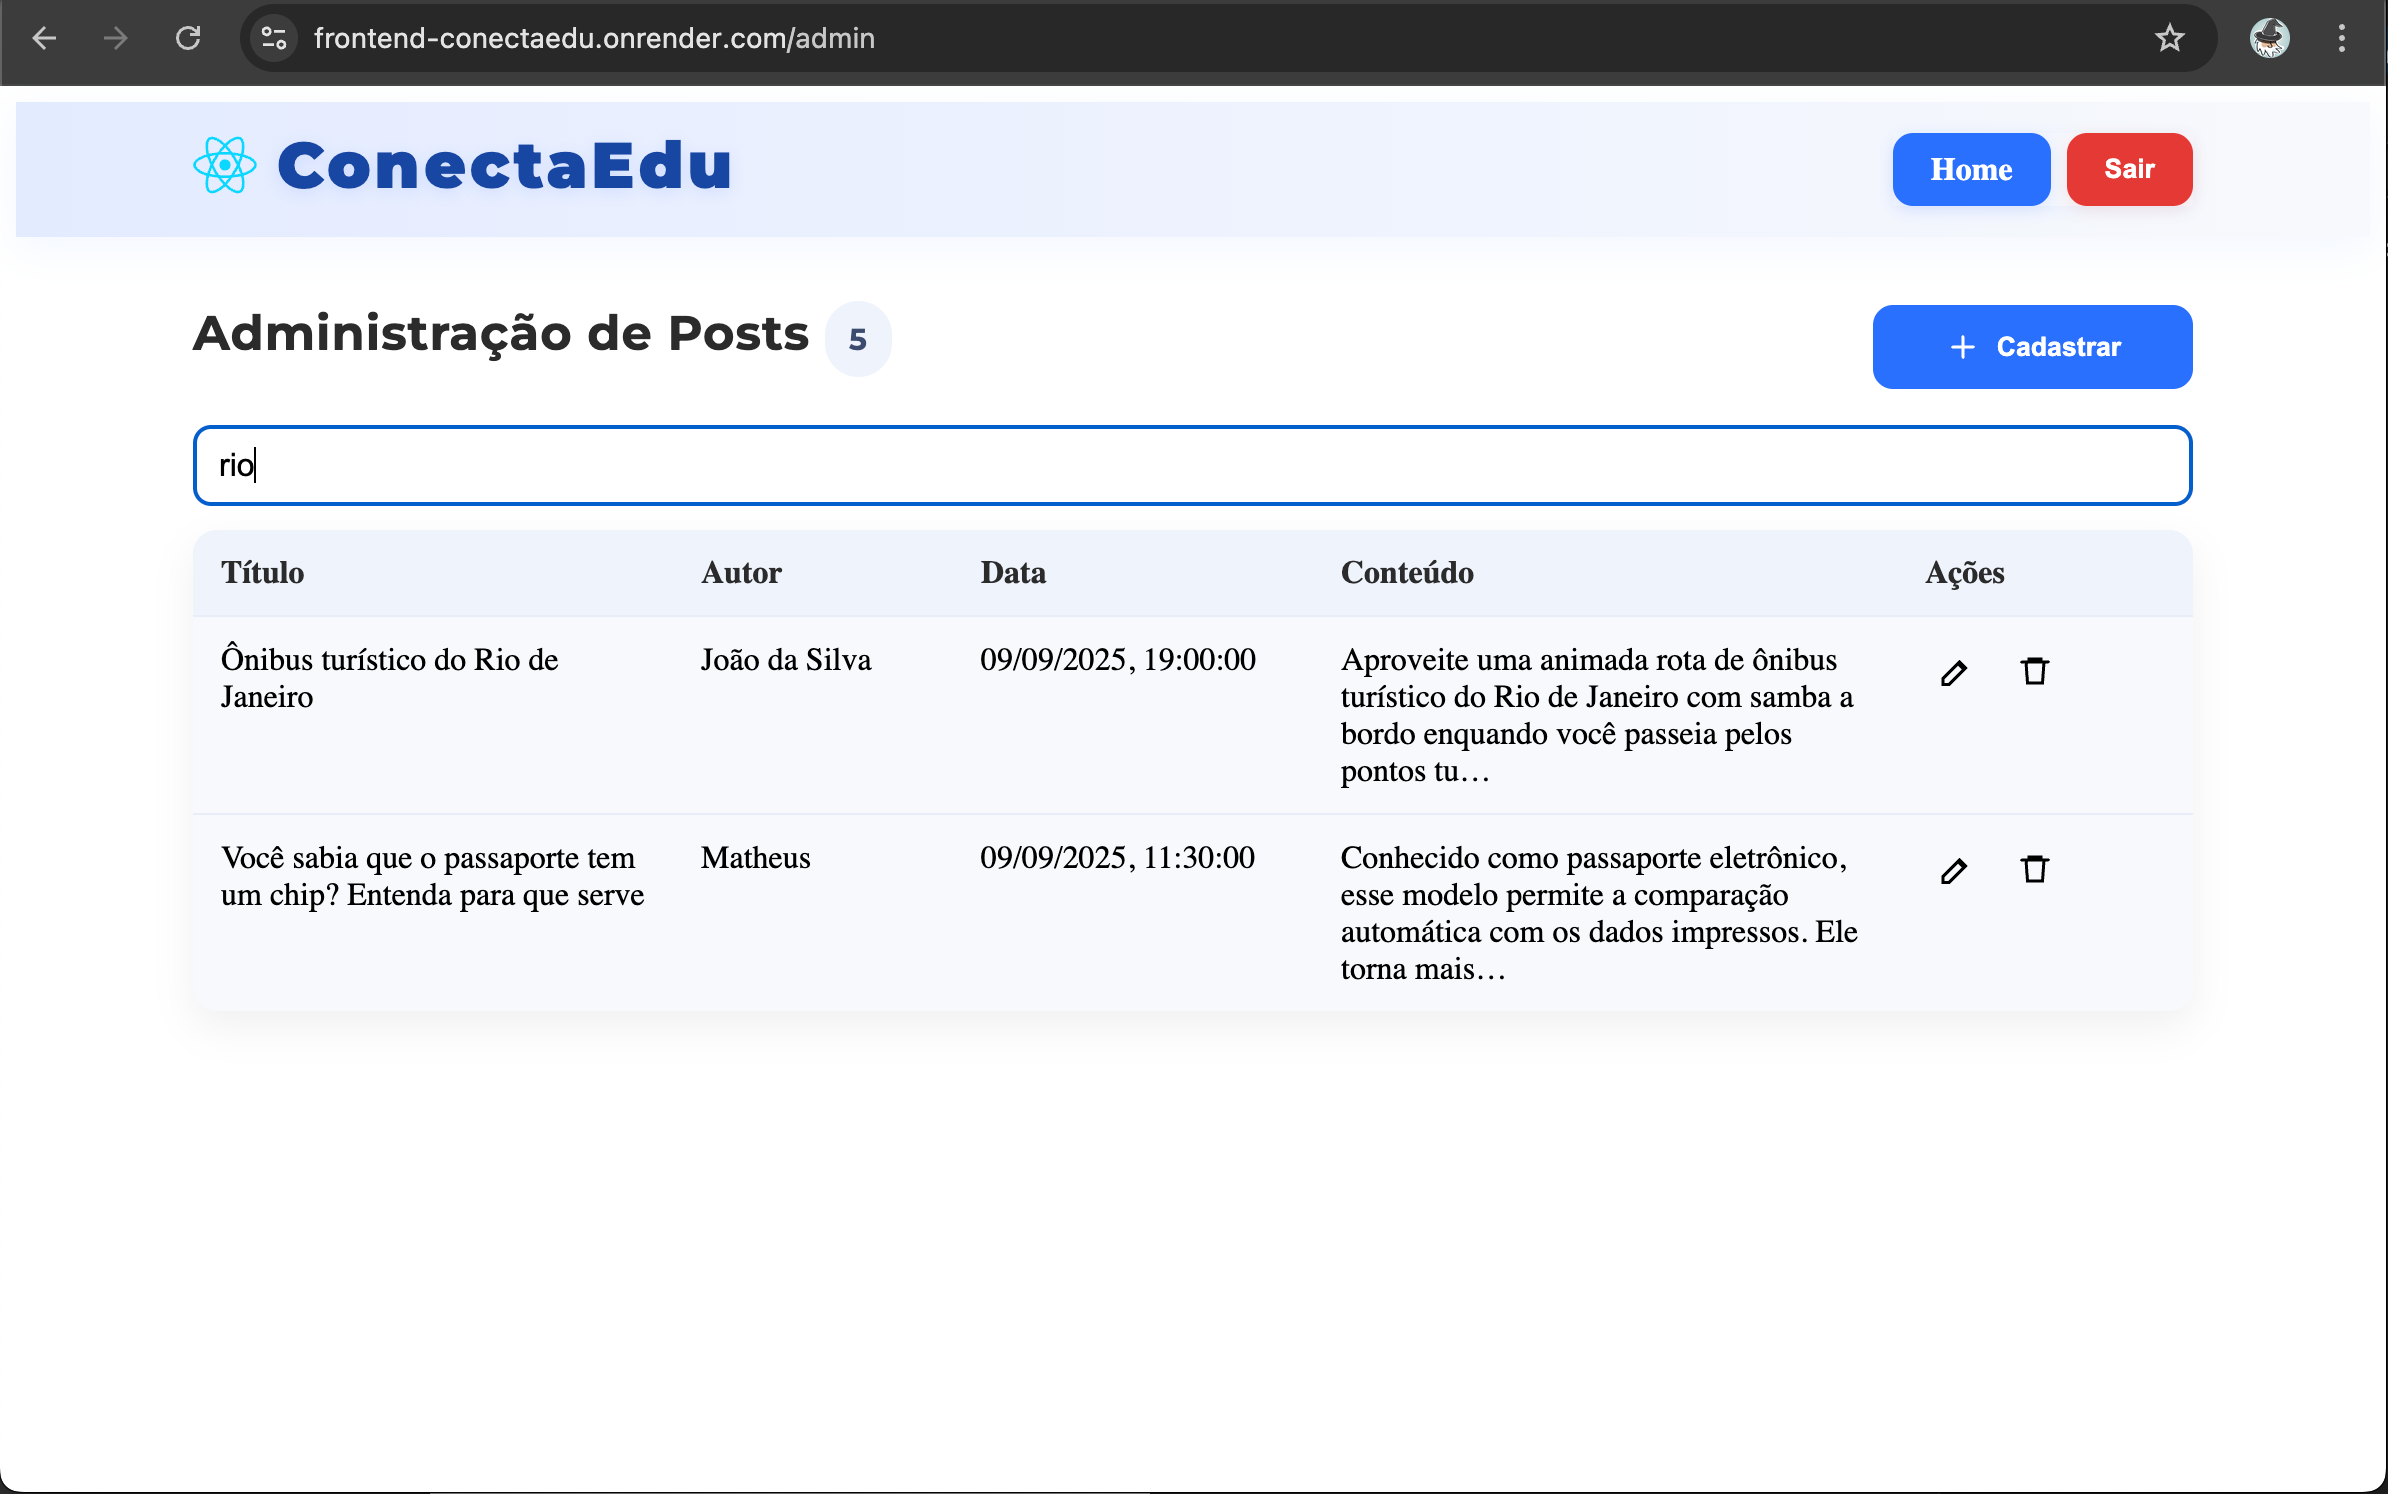 frontend-conectaedu.onrender.com/admin
ConectaEdu
Home
Sair
Administração de Posts 5
+ Cadastrar
rio
Título Autor Data Conteúdo Ações
Ônibus turístico do Rio de
Janeiro
João da Silva
09/09/2025, 19:00:00
Aproveite uma animada rota de ônibus
turístico do Rio de Janeiro com samba a
bordo enquando você passeia pelos
pontos tu…
Você sabia que o passaporte tem
um chip? Entenda para que serve
Matheus
09/09/2025, 11:30:00
Conhecido como passaporte eletrônico,
esse modelo permite a comparação
automática com os dados impressos. Ele
torna mais…